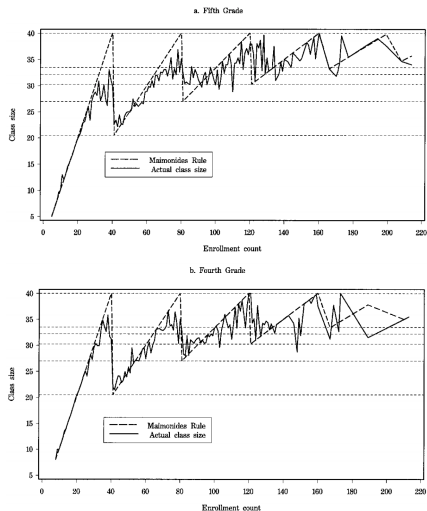 a. Fifth Grade
40
35
30
25
20
15
10
5
Class size
Maimonides Rule
Actual class size
0 20 40 60 80 100 120 140 160 180 200 220
Enrollment count
b. Fourth Grade
40
35
30
25
20
15
10
5
Class size
Maimonides Rule
Actual class size
0 20 40 60 80 100 120 140 160 180 200 220
Enrollment count